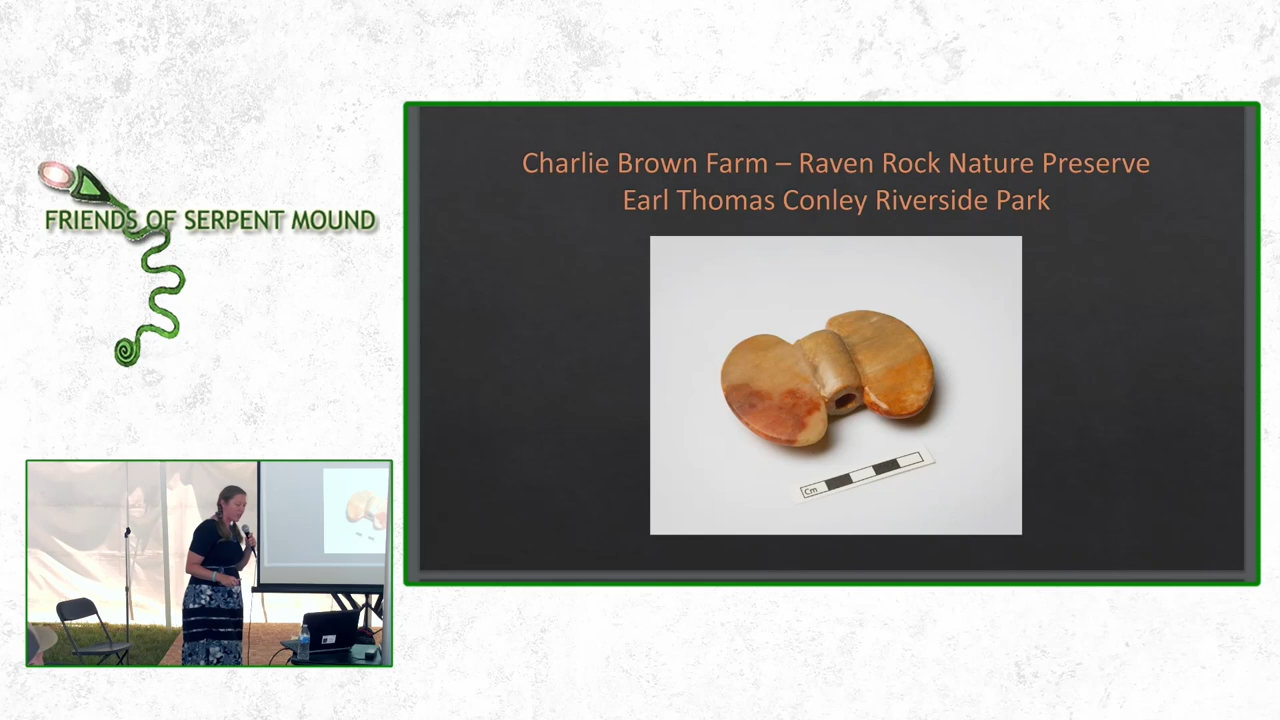 FRIENDS OF SERPENT MOUND
Charlie Brown Farm – Raven Rock Nature Preserve
Earl Thomas Conley Riverside Park
Cm